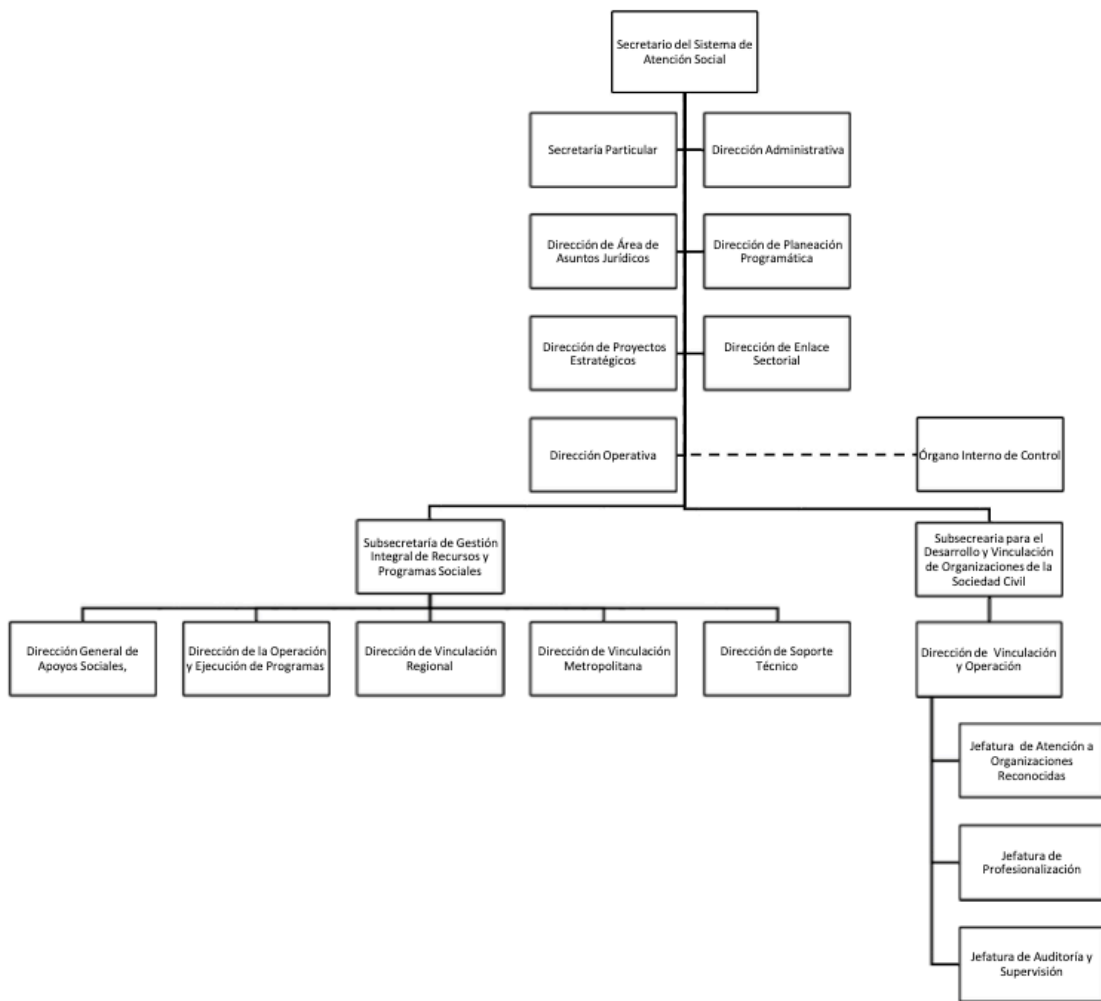 Secretario del Sistema de
Atención Social
Secretaría Particular
Dirección Administrativa
Dirección de Área de
Asuntos Jurídicos
Dirección de Planeación
Programática
Dirección de Proyectos
Estratégicos
Dirección de Enlace
Sectorial
Dirección Operativa
Órgano Interno de Control
Subsecretaría de Gestión
Integral de Recursos y
Programas Sociales
Subsecrearia para el
Desarrollo y Vinculación
de Organizaciones de la
Sociedad Civil
Dirección General de
Apoyos Sociales,
Dirección de la Operación
y Ejecución de Programas
Dirección de Vinculación
Regional
Dirección de Vinculación
Metropolitana
Dirección de Soporte
Técnico
Dirección de Vinculación
y Operación
Jefatura de Atención a
Organizaciones
Reconocidas
Jefatura de
Profesionalización
Jefatura de Auditoría y
Supervisión